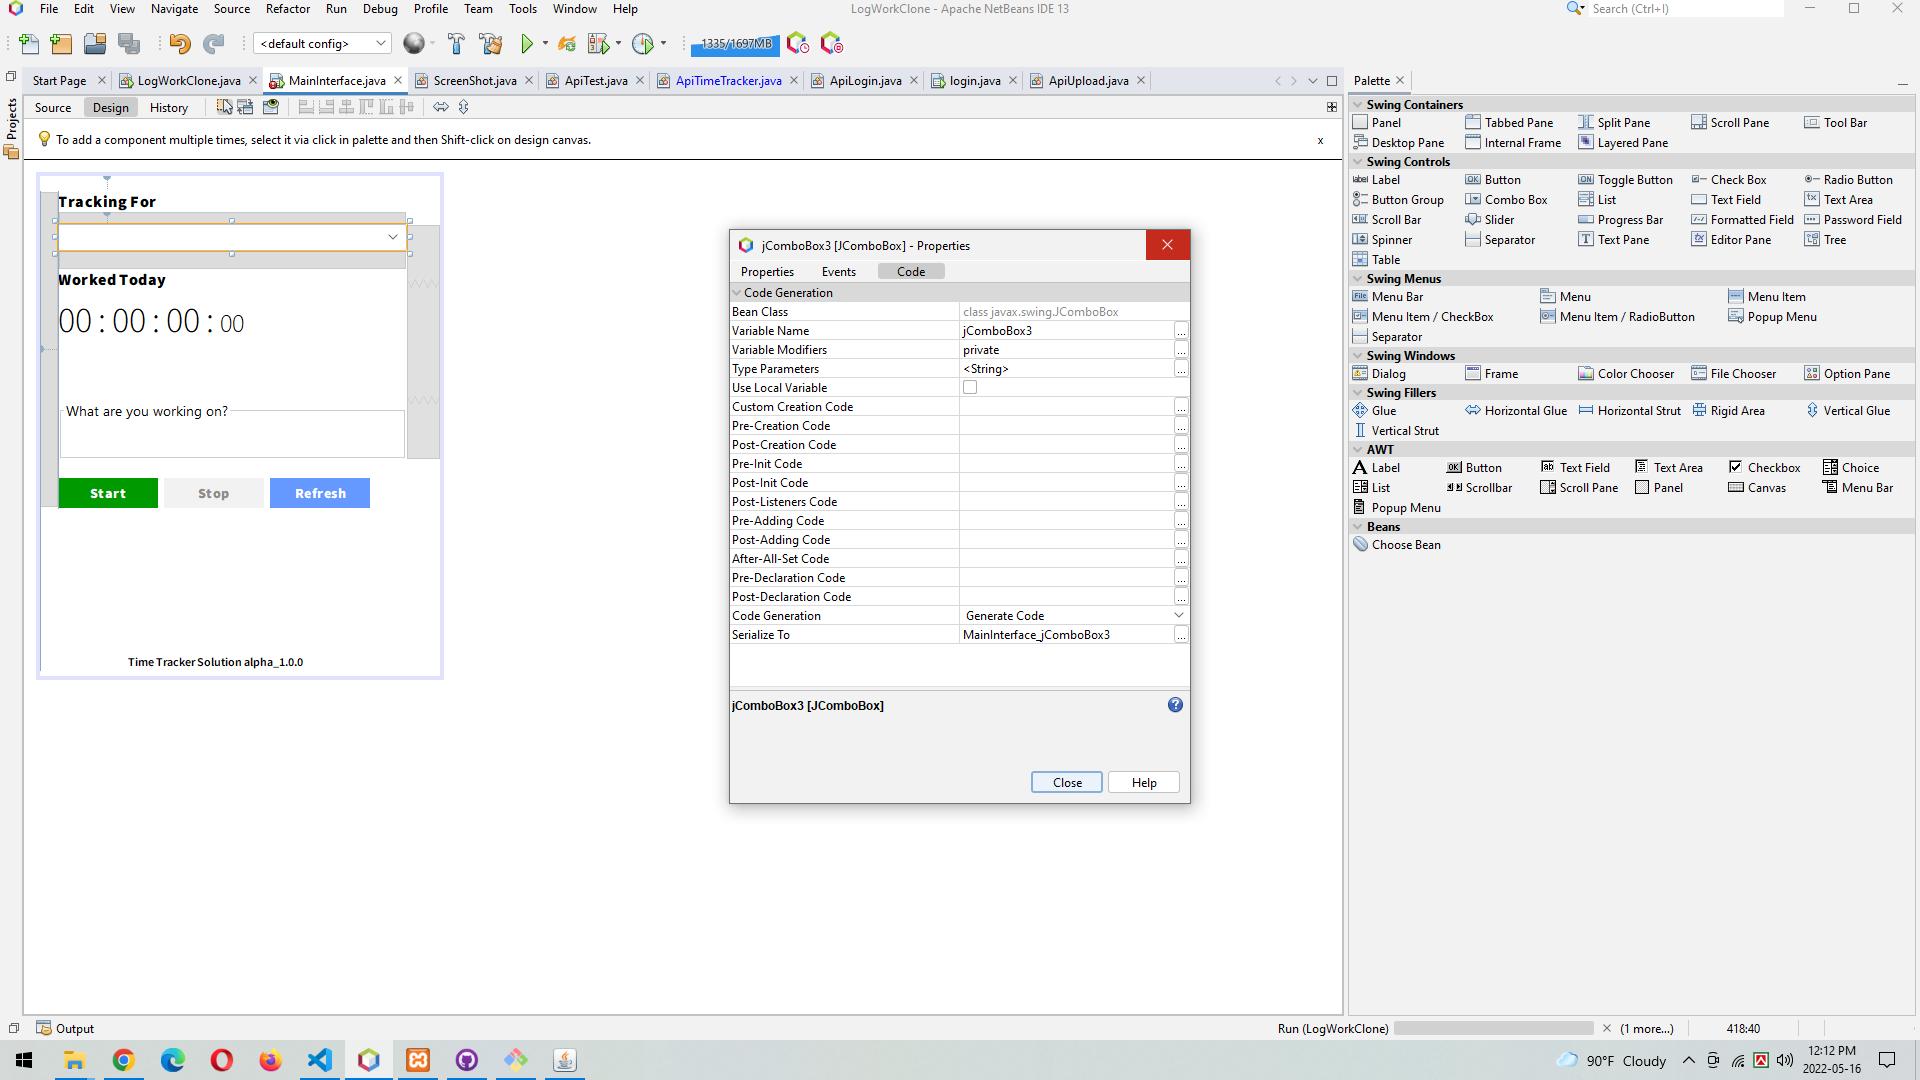 File Edit View Navigate Source Refactor Run Debug Profile Team Tools Window Help
LogWorkClone - Apache NetBeans IDE 13
Search (Ctrl+I)
<default config>
1335/1697MB
Start Page LogWorkClone.java MainInterface.java ScreenShot.java ApiTest.java ApiTimeTracker.java ApiLogin.java login.java ApiUpload.java
Source Design History
Projects
To add a component multiple times, select it via click in palette and then Shift-click on design canvas.
x
Tracking For
Worked Today
00 : 00 : 00 : 00
What are you working on?
Start Stop Refresh
Time Tracker Solution alpha_1.0.0
jComboBox3 [JComboBox] - Properties
Properties Events Code
Code Generation
Bean Class class javax.swing.JComboBox
Variable Name jComboBox3 ...
Variable Modifiers private ...
Type Parameters <String> ...
Use Local Variable
Custom Creation Code ...
Pre-Creation Code ...
Post-Creation Code ...
Pre-Init Code ...
Post-Init Code ...
Post-Listeners Code ...
Pre-Adding Code ...
Post-Adding Code ...
After-All-Set Code ...
Pre-Declaration Code ...
Post-Declaration Code ...
Code Generation Generate Code
Serialize To MainInterface_jComboBox3 ...
jComboBox3 [JComboBox]
?
Close Help
Palette
Swing Containers
Panel Tabbed Pane Split Pane Scroll Pane Tool Bar
Desktop Pane Internal Frame Layered Pane
Swing Controls
label Label OK Button ON Toggle Button Check Box Radio Button
Button Group Combo Box List Text Field Text Area
Scroll Bar Slider Progress Bar Formatted Field Password Field
Spinner Separator Text Pane Editor Pane Tree
Table
Swing Menus
File Menu Bar Menu Menu Item
Menu Item / CheckBox Menu Item / RadioButton Popup Menu
Separator
Swing Windows
Dialog Frame Color Chooser File Chooser Option Pane
Swing Fillers
Glue Horizontal Glue Horizontal Strut Rigid Area Vertical Glue
Vertical Strut
AWT
A Label OK Button Text Field Text Area Checkbox Choice
List Scrollbar Scroll Pane Panel Canvas Menu Bar
Popup Menu
Beans
Choose Bean
Output
Run (LogWorkClone) (1 more...) 418:40
90°F Cloudy
12:12 PM
2022-05-16